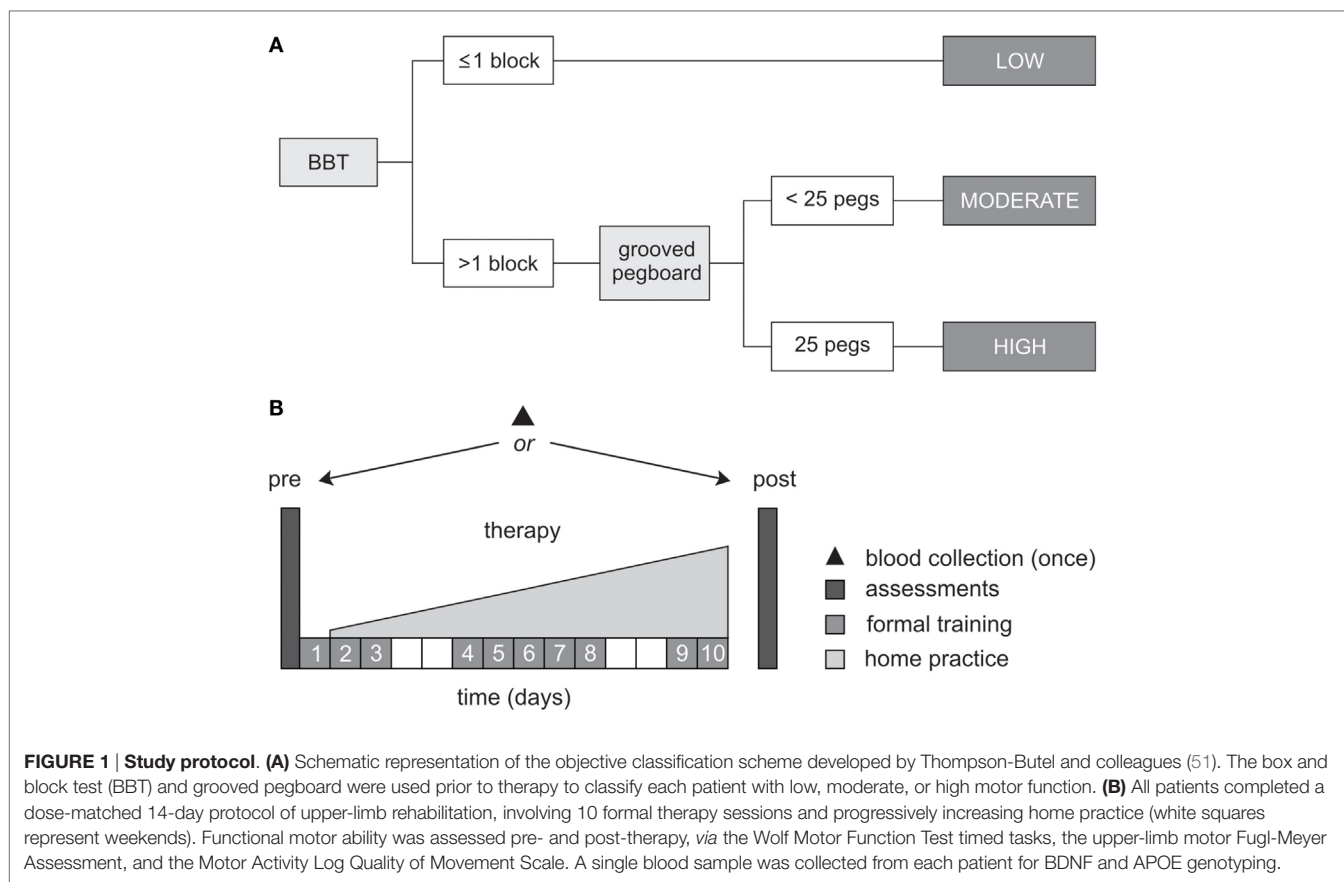 A
≤1 block
LOW
BBT
< 25 pegs
MODERATE
>1 block
grooved
pegboard
25 pegs
HIGH
B
or
pre
post
therapy
▲ blood collection (once)
assessments
formal training
home practice
1 2 3 4 5 6 7 8 9 10
time (days)
FIGURE 1 | Study protocol. (A) Schematic representation of the objective classification scheme developed by Thompson-Butel and colleagues (51). The box and
block test (BBT) and grooved pegboard were used prior to therapy to classify each patient with low, moderate, or high motor function. (B) All patients completed a
dose-matched 14-day protocol of upper-limb rehabilitation, involving 10 formal therapy sessions and progressively increasing home practice (white squares
represent weekends). Functional motor ability was assessed pre- and post-therapy, via the Wolf Motor Function Test timed tasks, the upper-limb motor Fugl-Meyer
Assessment, and the Motor Activity Log Quality of Movement Scale. A single blood sample was collected from each patient for BDNF and APOE genotyping.